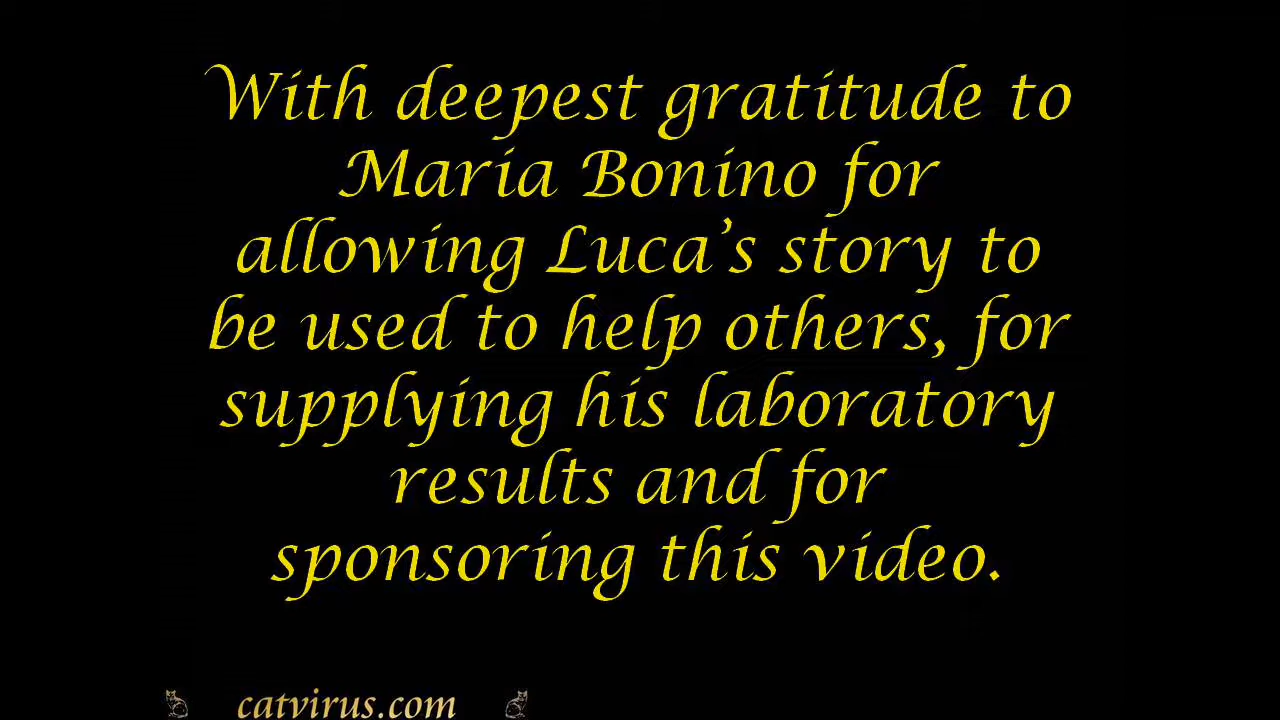 With deepest gratitude to
Maria Bonino for
allowing Luca’s story to
be used to help others, for
supplying his laboratory
results and for
sponsoring this video.
catvirus.com